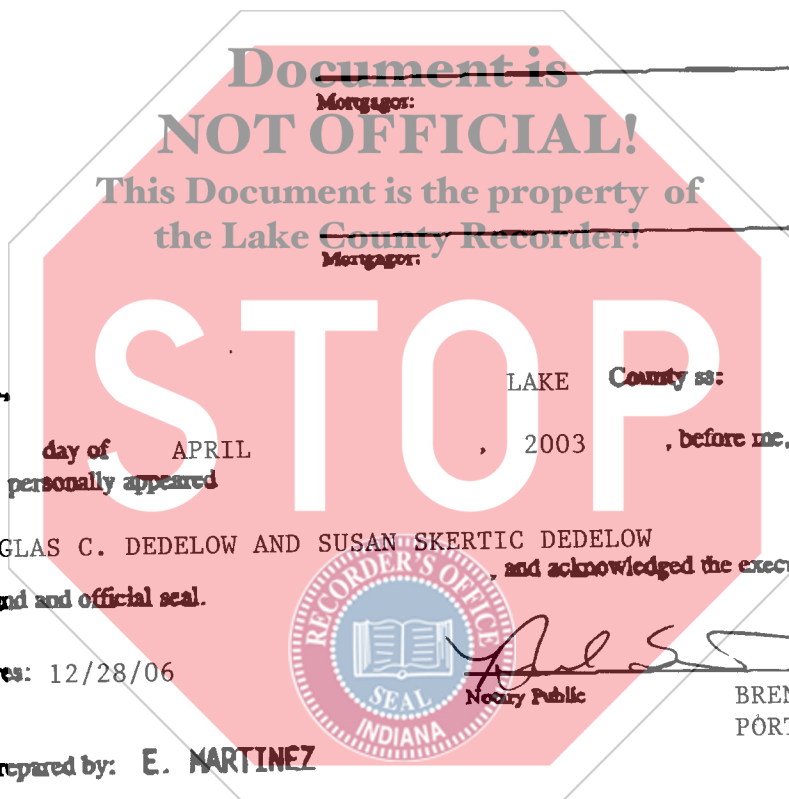 Document is
Mortgagor:
NOT OFFICIAL!
This Document is the property of
the Lake County Recorder!
Mortgagor:
STOP
LAKE County ss:
day of APRIL , 2003 , before me,
personally appeared
GLAS C. DEDELOW AND SUSAN SKERTIC DEDELOW
, and acknowledged the execu
nd and official seal.
RECORDER'S OFFICE
SEAL
INDIANA
es: 12/28/06
Notary Public
BREN
PORT
repared by: E. MARTINEZ